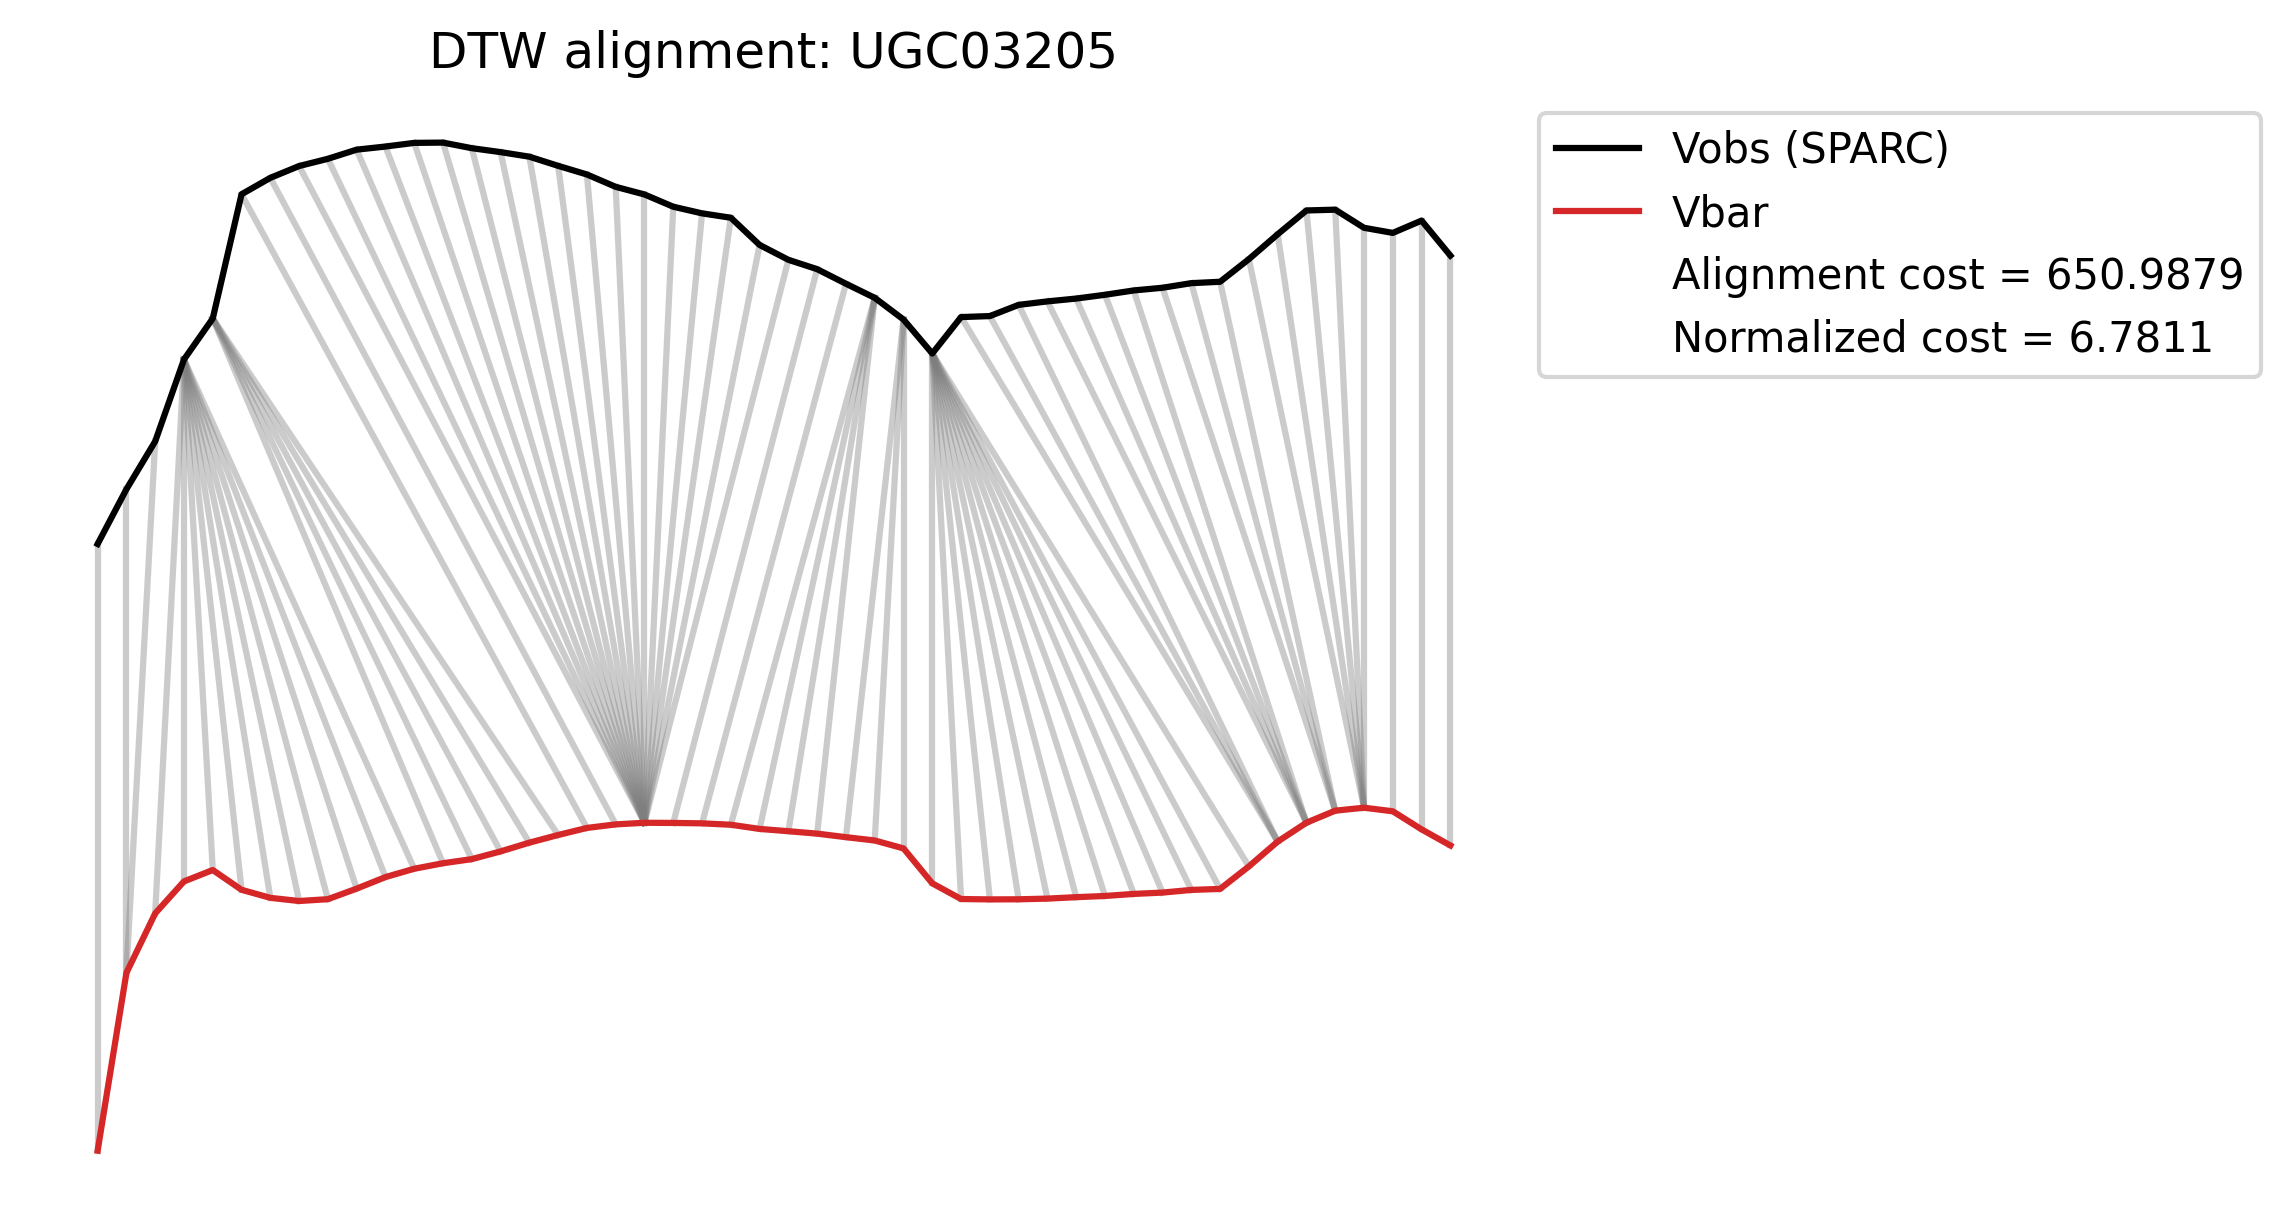 DTW alignment: UGC03205
Vobs (SPARC)
Vbar
Alignment cost = 650.9879
Normalized cost = 6.7811